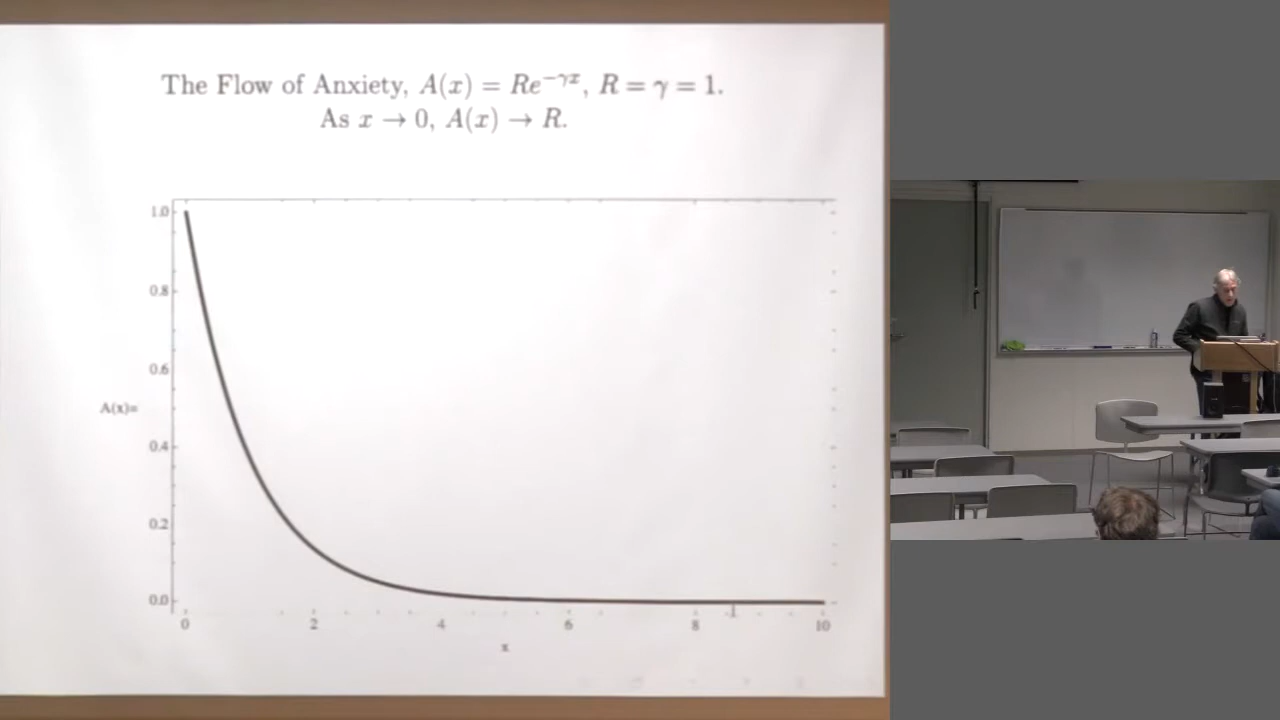 The Flow of Anxiety, A(x) = Re^{-γx}, R = γ = 1.
As x → 0, A(x) → R.
1.0
0.8
0.6
A(x)=
0.4
0.2
0.0
0 2 4 6 8 10
x